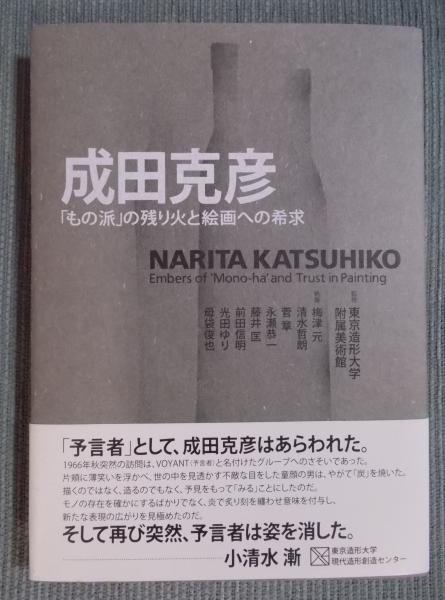 成田克彦
「もの派」の残り火と絵画への希求
NARITA KATSUHIKO
Embers of 'Mono-ha' and Trust in Painting
監修
東京造形大学
附属美術館
執筆
梅津 元
清水哲朗
菅 章
永瀬恭一
藤井 匡
前田信明
光田ゆり
母袋俊也
「予言者」として、成田克彦はあらわれた。
1966年秋突然の訪問は、VOYANT(予言者)と名付けたグループへのさそいであった。
片頬に薄笑いを浮かべ、世の中を見透かす不敵な目をした童顔の男は、やがて「炭」を焼いた。
描くのではなく、造るのでもなく、予見をもって「みる」ことにしたのだ。
モノの存在を確かにするばかりでなく、炎で炙り刻を纏わせ意味を付与し、
新たな表現の広がりを見極めたのだ。
そして再び突然、予言者は姿を消した。
小清水 漸
東京造形大学
現代造形創造センター